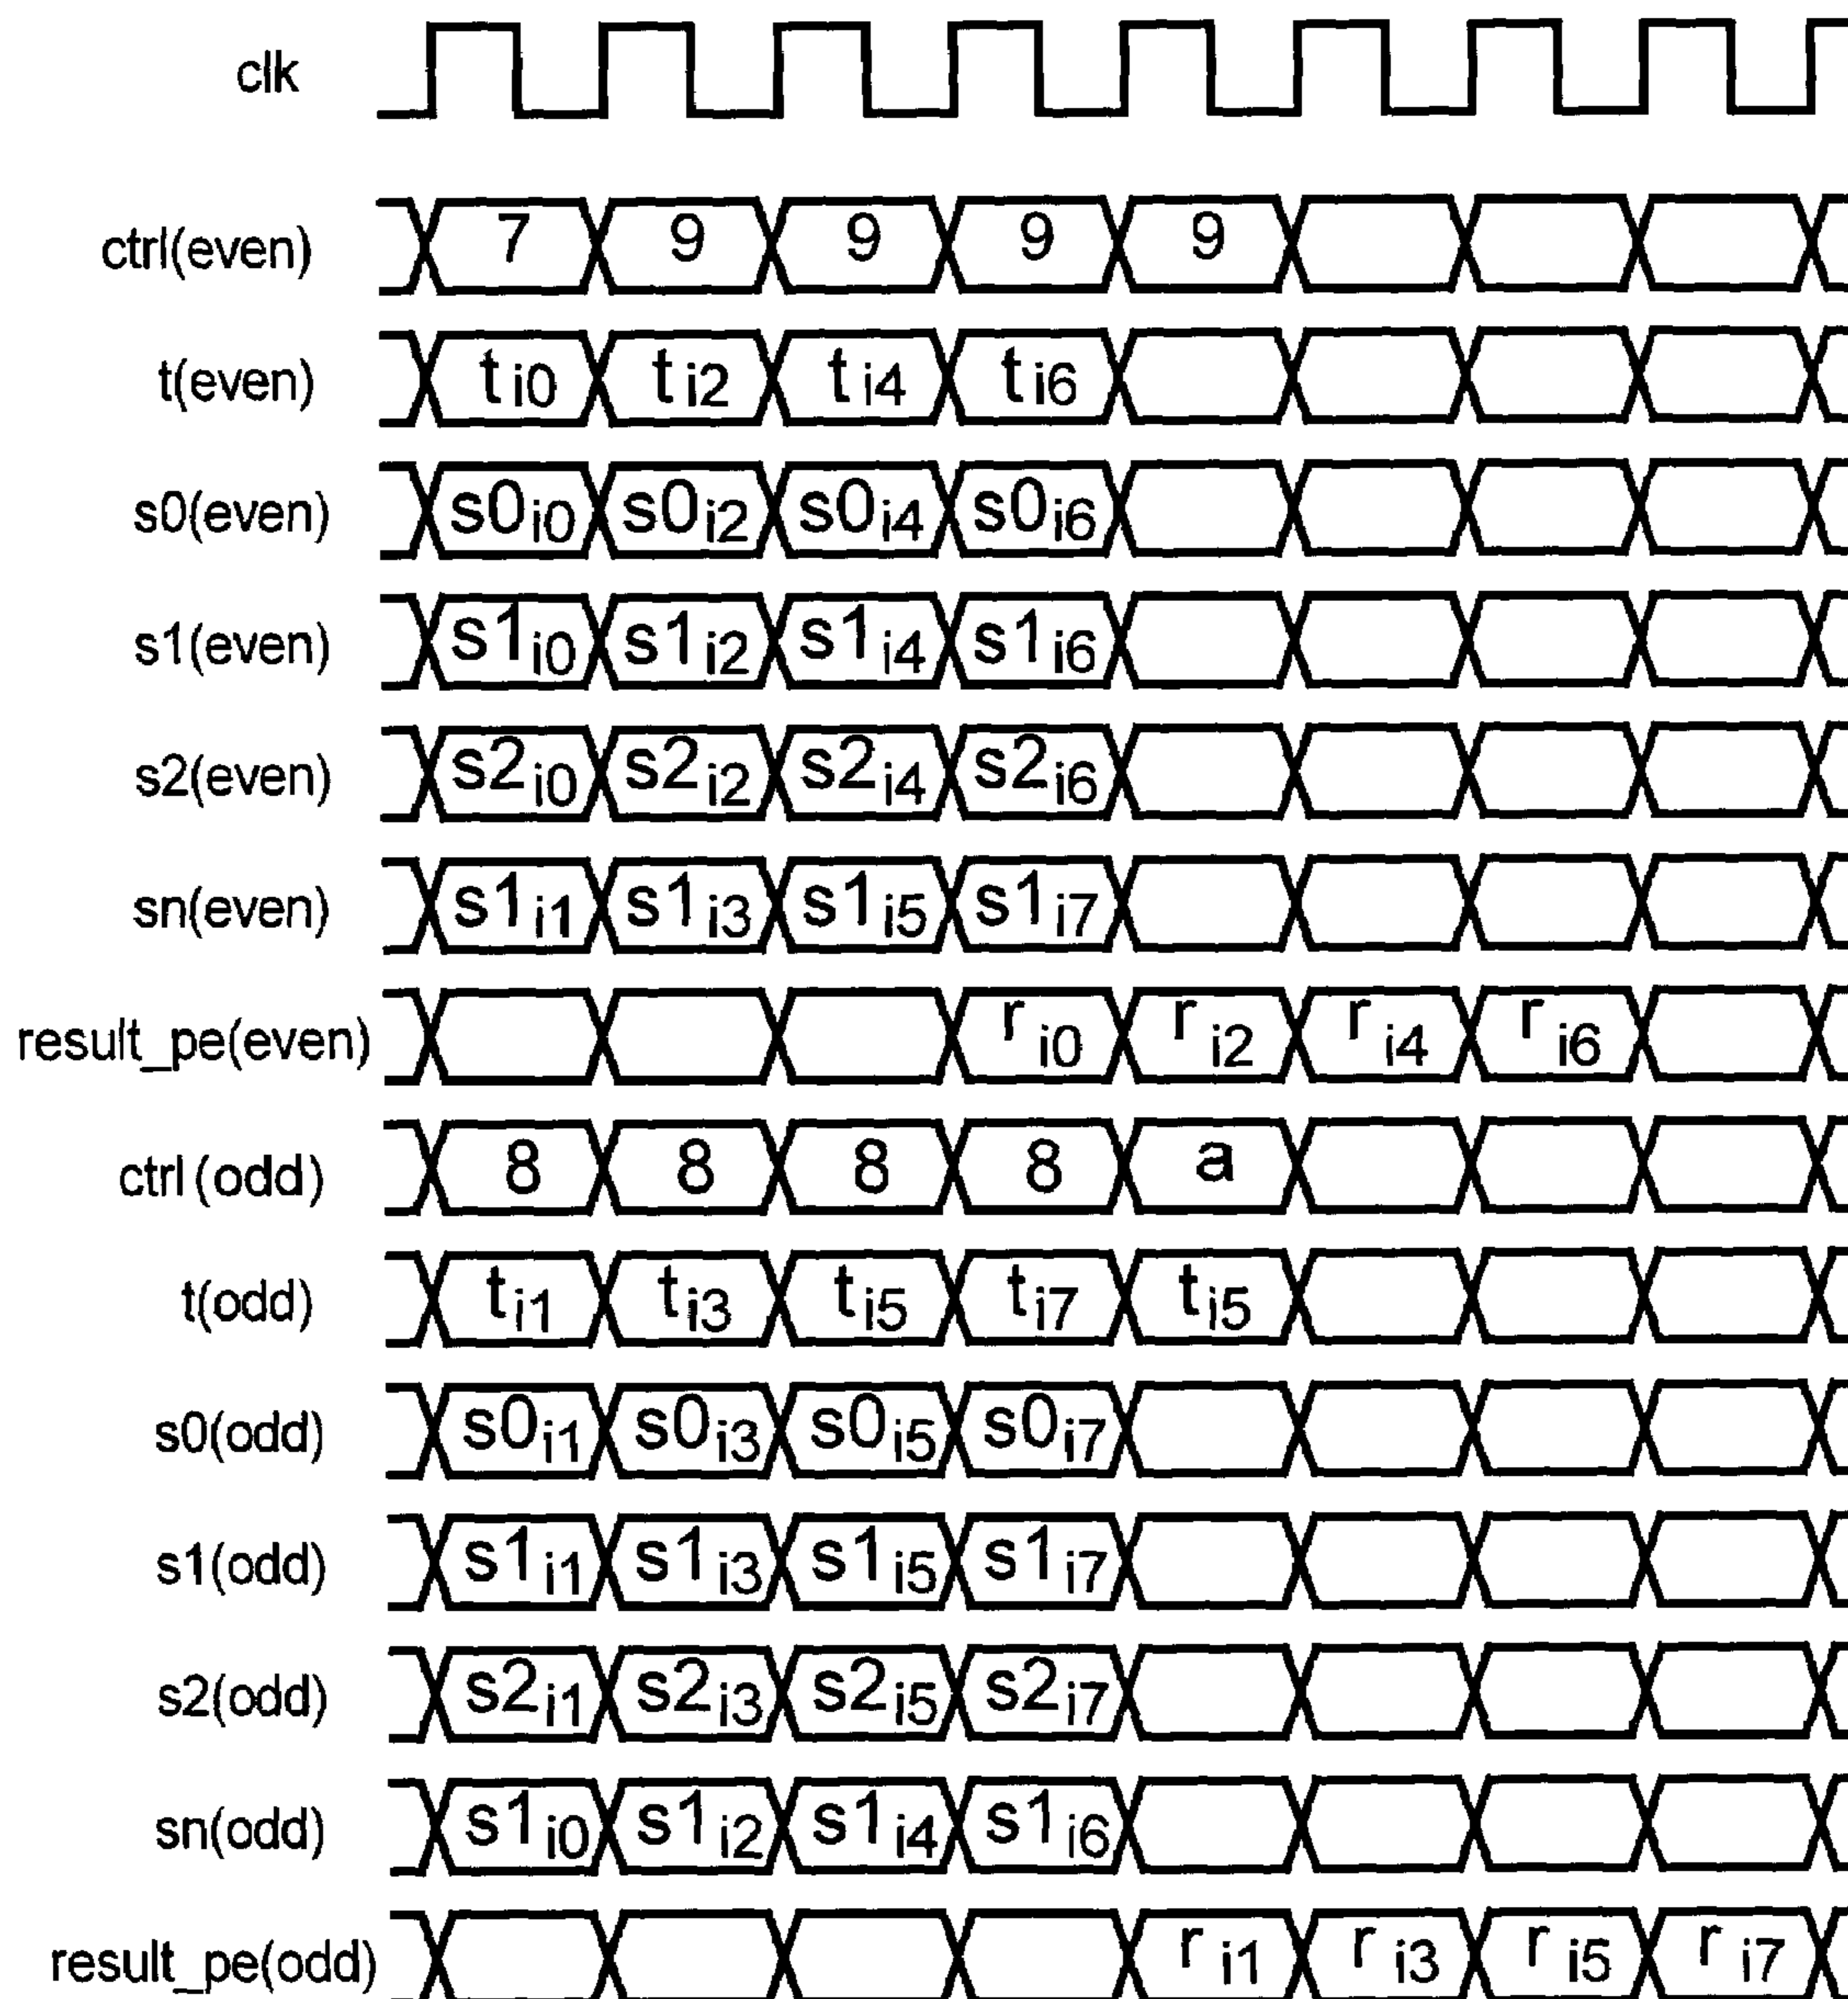 clk
ctrl(even) 7 9 9 9 9
t(even) ti0 ti2 ti4 ti6
s0(even) s0i0 s0i2 s0i4 s0i6
s1(even) s1i0 s1i2 s1i4 s1i6
s2(even) s2i0 s2i2 s2i4 s2i6
sn(even) s1i1 s1i3 s1i5 s1i7
result_pe(even) ri0 ri2 ri4 ri6
ctrl(odd) 8 8 8 8 a
t(odd) ti1 ti3 ti5 ti7 ti5
s0(odd) s0i1 s0i3 s0i5 s0i7
s1(odd) s1i1 s1i3 s1i5 s1i7
s2(odd) s2i1 s2i3 s2i5 s2i7
sn(odd) s1i0 s1i2 s1i4 s1i6
result_pe(odd) ri1 ri3 ri5 ri7